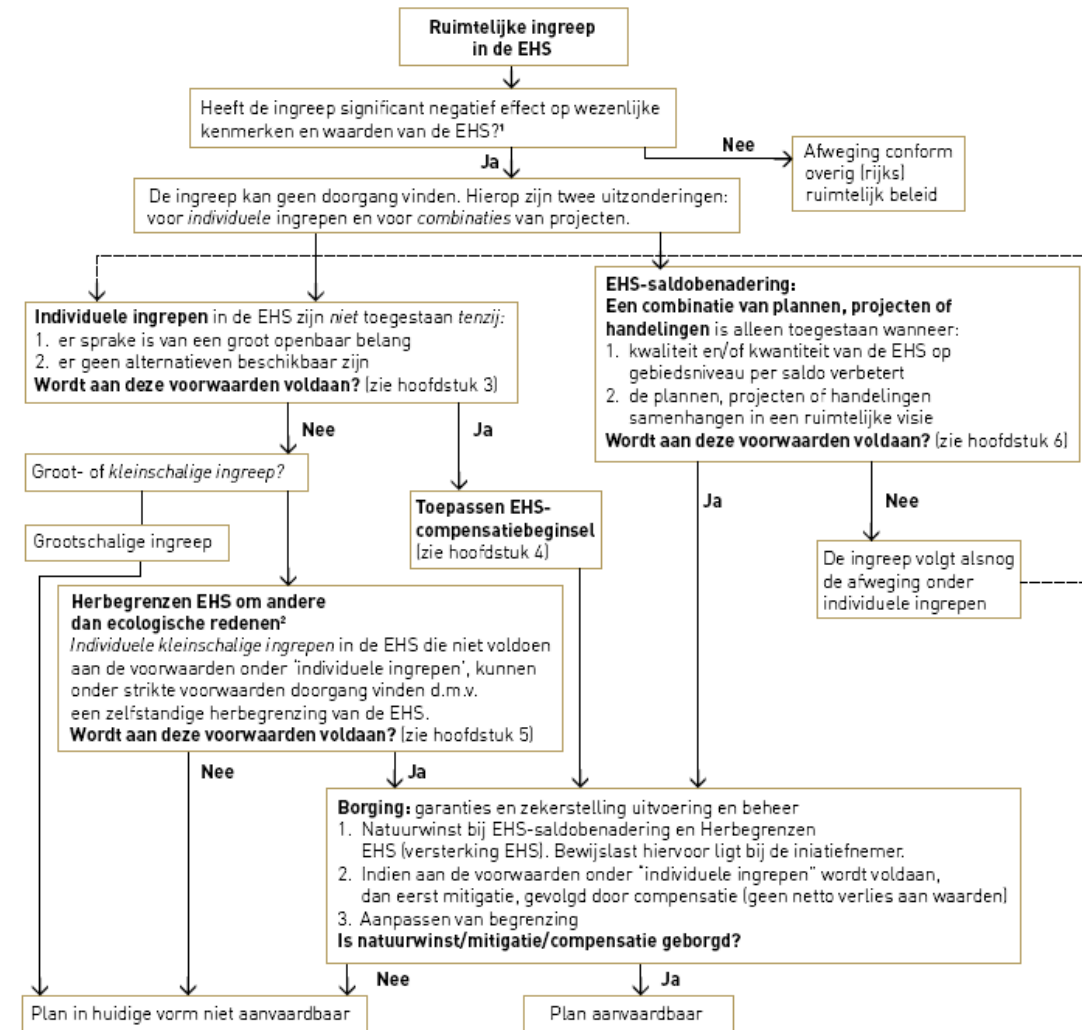 Ruimtelijke ingreep
in de EHS
Heeft de ingreep significant negatief effect op wezenlijke
kenmerken en waarden van de EHS?¹
Nee
Ja
Afweging conform
overig (rijks)
ruimtelijk beleid
De ingreep kan geen doorgang vinden. Hierop zijn twee uitzonderingen:
voor individuele ingrepen en voor combinaties van projecten.
Individuele ingrepen in de EHS zijn niet toegestaan tenzij:
1. er sprake is van een groot openbaar belang
2. er geen alternatieven beschikbaar zijn
Wordt aan deze voorwaarden voldaan? (zie hoofdstuk 3)
EHS-saldobenadering:
Een combinatie van plannen, projecten of
handelingen is alleen toegestaan wanneer:
1. kwaliteit en/of kwantiteit van de EHS op
gebiedsniveau per saldo verbetert
2. de plannen, projecten of handelingen
samenhangen in een ruimtelijke visie
Wordt aan deze voorwaarden voldaan? (zie hoofdstuk 6)
Nee
Ja
Groot- of kleinschalige ingreep?
Grootschalige ingreep
Toepassen EHS-
compensatiebeginsel
(zie hoofdstuk 4)
Ja
Nee
De ingreep volgt alsnog
de afweging onder
individuele ingrepen
Herbegrenzen EHS om andere
dan ecologische redenen²
Individuele kleinschalige ingrepen in de EHS die niet voldoen
aan de voorwaarden onder 'individuele ingrepen', kunnen
onder strikte voorwaarden doorgang vinden d.m.v.
een zelfstandige herbegrenzing van de EHS.
Wordt aan deze voorwaarden voldaan? (zie hoofdstuk 5)
Nee
Ja
Borging: garanties en zekerstelling uitvoering en beheer
1. Natuurwinst bij EHS-saldobenadering en Herbegrenzen
EHS (versterking EHS). Bewijslast hiervoor ligt bij de iniatiefnemer.
2. Indien aan de voorwaarden onder "individuele ingrepen" wordt voldaan,
dan eerst mitigatie, gevolgd door compensatie (geen netto verlies aan waarden)
3. Aanpassen van begrenzing
Is natuurwinst/mitigatie/compensatie geborgd?
Nee
Ja
Plan in huidige vorm niet aanvaardbaar
Plan aanvaardbaar